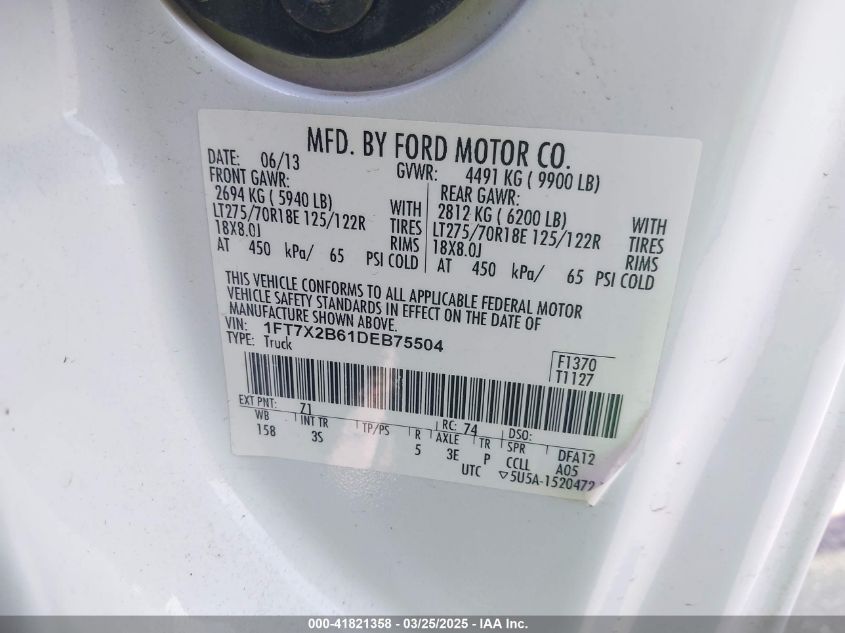 MFD. BY FORD MOTOR CO.
DATE: 06/13 GVWR: 4491 KG ( 9900 LB)
FRONT GAWR: REAR GAWR:
2694 KG ( 5940 LB) WITH 2812 KG ( 6200 LB) WITH
LT275/70R18E 125/122R TIRES LT275/70R18E 125/122R TIRES
18X8.0J RIMS 18X8.0J RIMS
AT 450 kPa/ 65 PSI COLD AT 450 kPa/ 65 PSI COLD
THIS VEHICLE CONFORMS TO ALL APPLICABLE FEDERAL MOTOR
VEHICLE SAFETY STANDARDS IN EFFECT ON THE DATE OF
MANUFACTURE SHOWN ABOVE.
VIN: 1FT7X2B61DEB75504
TYPE: Truck
F1370
T1127
EXT PNT: Z1 RC: 74 DSO:
WB INT TR TP/PS R AXLE TR SPR DFA12
158 3S 5 3E P CCLL A05
UTC ▽5U5A-1520472
000-41821358 - 03/25/2025 - IAA Inc.